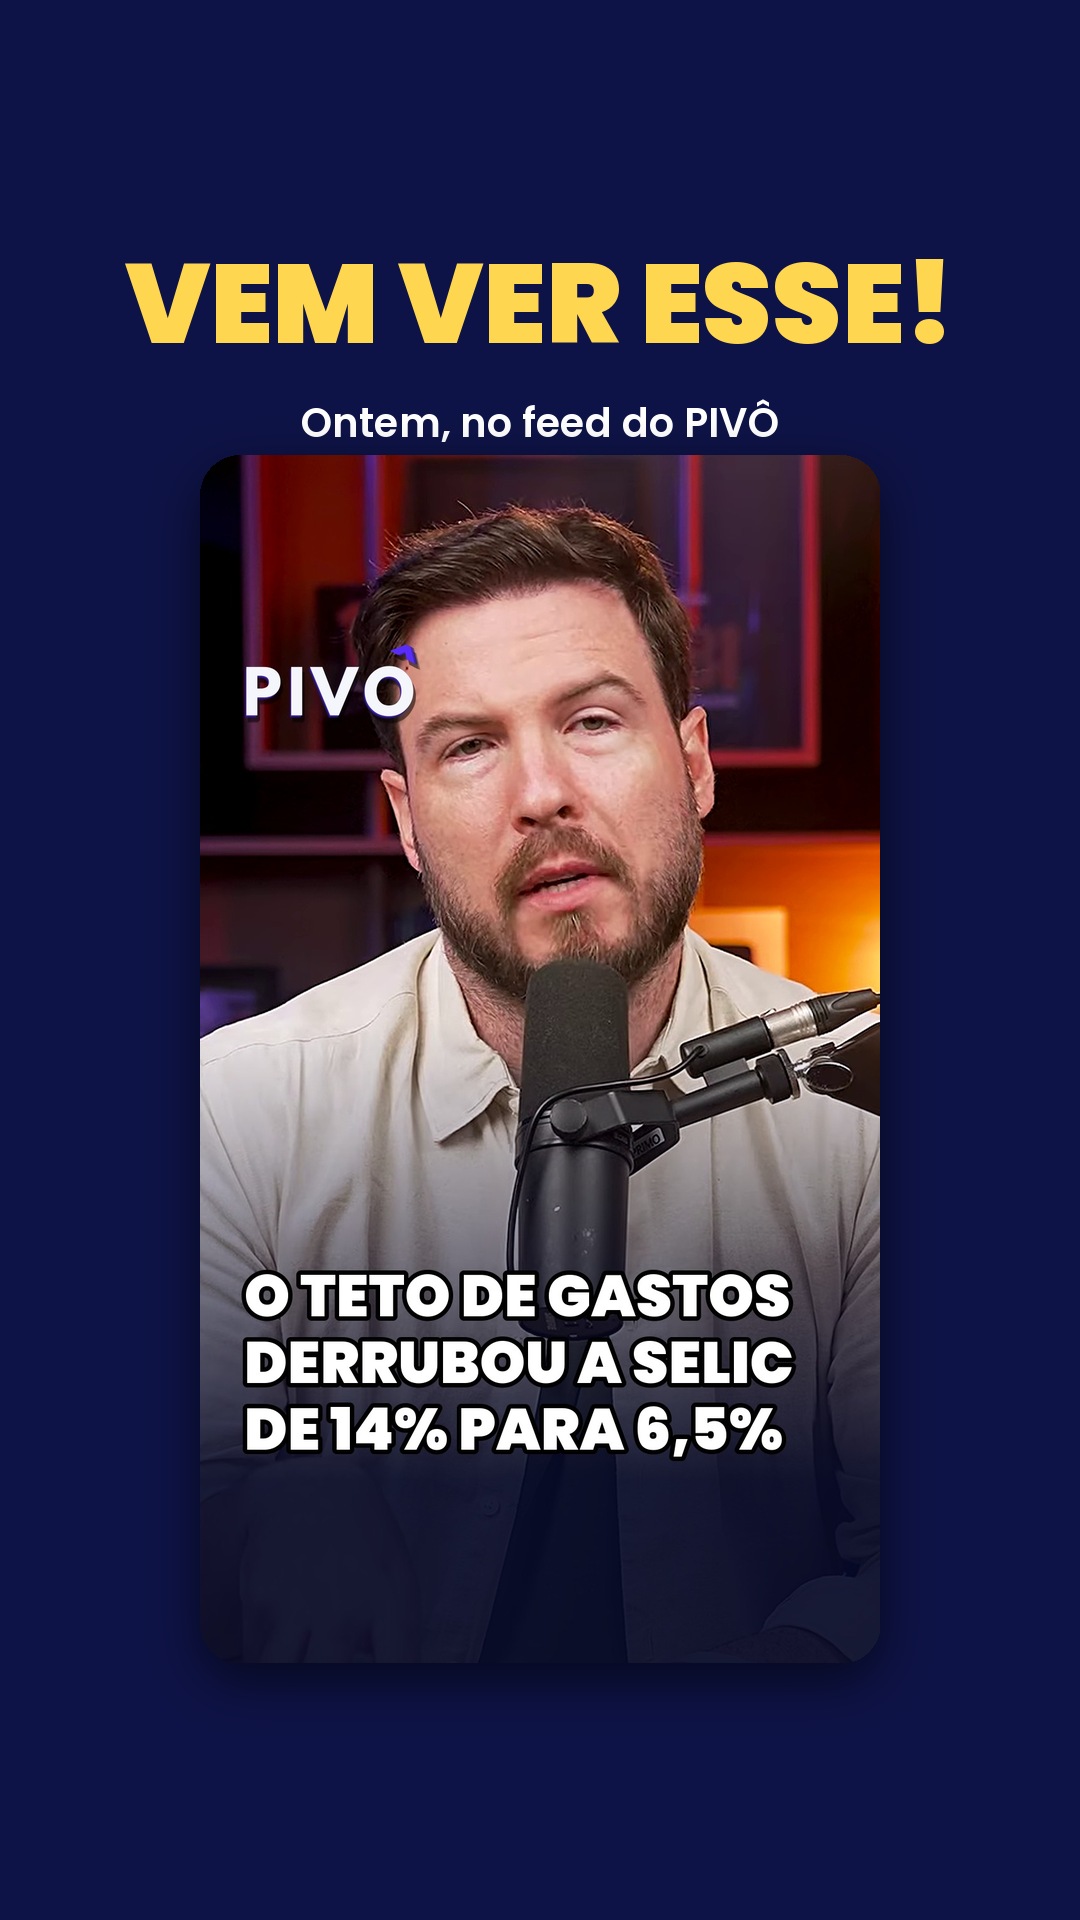 VEM VER ESSE!
Ontem, no feed do PIVÔ
PIVÔ
O TETO DE GASTOS
DERRUBOU A SELIC
DE 14% PARA 6,5%